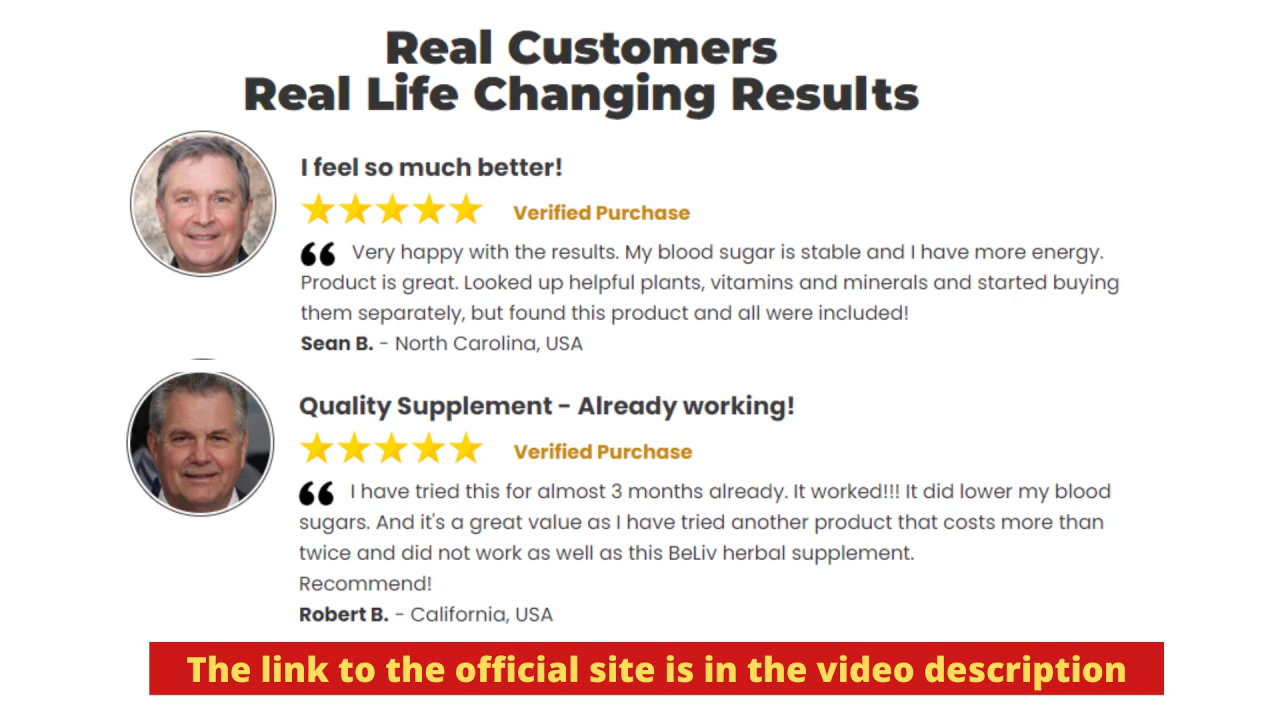 Real Customers
Real Life Changing Results
I feel so much better!
Verified Purchase
“ Very happy with the results. My blood sugar is stable and I have more energy.
Product is great. Looked up helpful plants, vitamins and minerals and started buying
them separately, but found this product and all were included!
Sean B. - North Carolina, USA
Quality Supplement - Already working!
Verified Purchase
“ I have tried this for almost 3 months already. It worked!!! It did lower my blood
sugars. And it's a great value as I have tried another product that costs more than
twice and did not work as well as this BeLiv herbal supplement.
Recommend!
Robert B. - California, USA
The link to the official site is in the video description